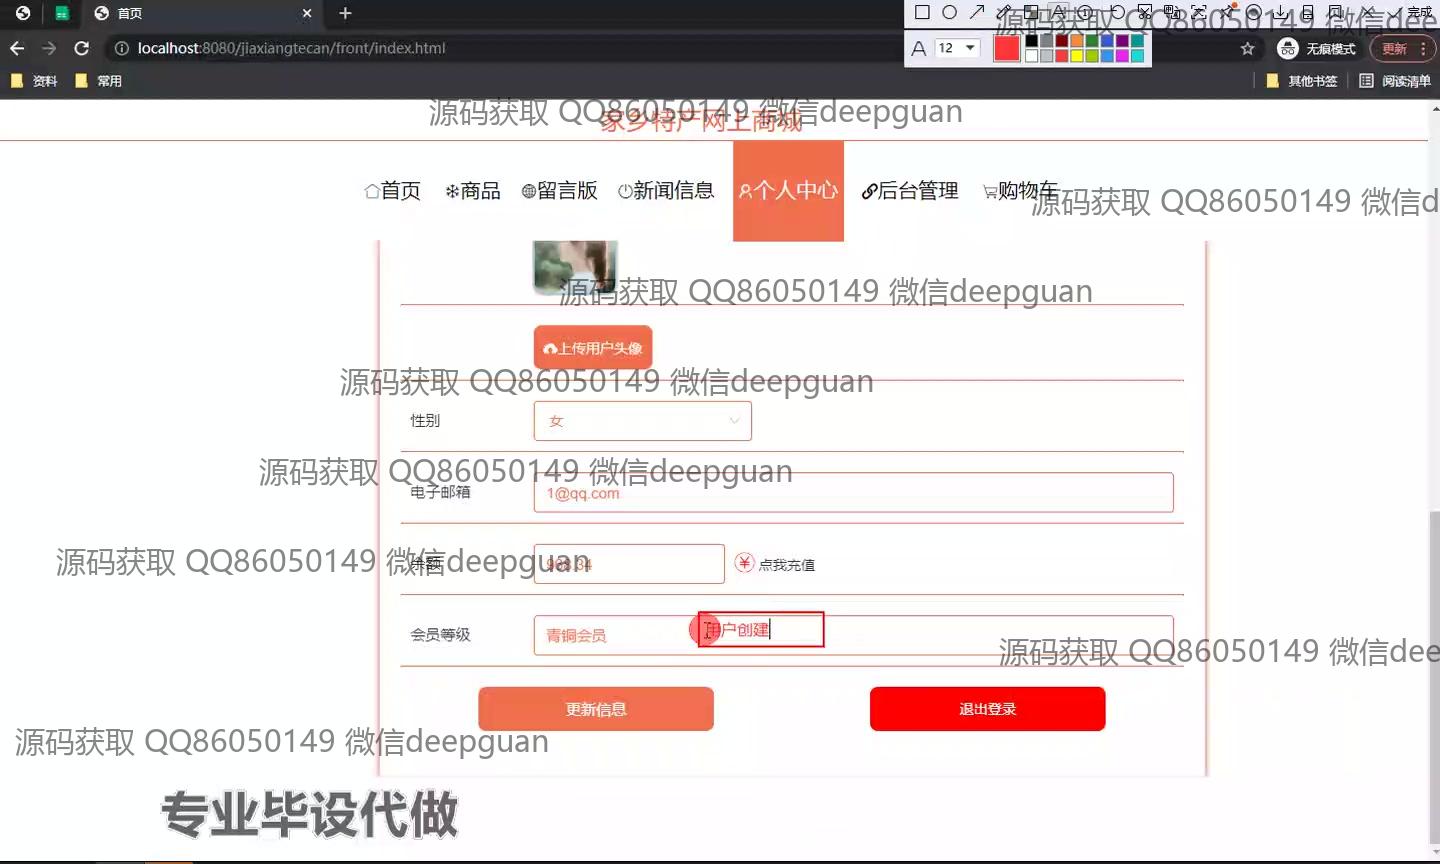 首页
12
完成
localhost:8080/jiaxiangtecan/front/index.html
无痕模式
更新
资料
常用
其他书签
阅读清单
源码获取 QQ86050149 微信deepguan
家乡特产网上商城
首页
商品
留言版
新闻信息
个人中心
后台管理
购物车
上传用户头像
性别
女
电子邮箱
1@qq.com
余额
点我充值
会员等级
青铜会员
用户创建
更新信息
退出登录
源码获取 QQ86050149 微信dee
源码获取 QQ86050149 微信d
源码获取 QQ86050149 微信deepguan
源码获取 QQ86050149 微信deepguan
源码获取 QQ86050149 微信deepguan
源码获取 QQ86050149 微信deepguan
源码获取 QQ86050149 微信dee
源码获取 QQ86050149 微信deepguan
专业毕设代做